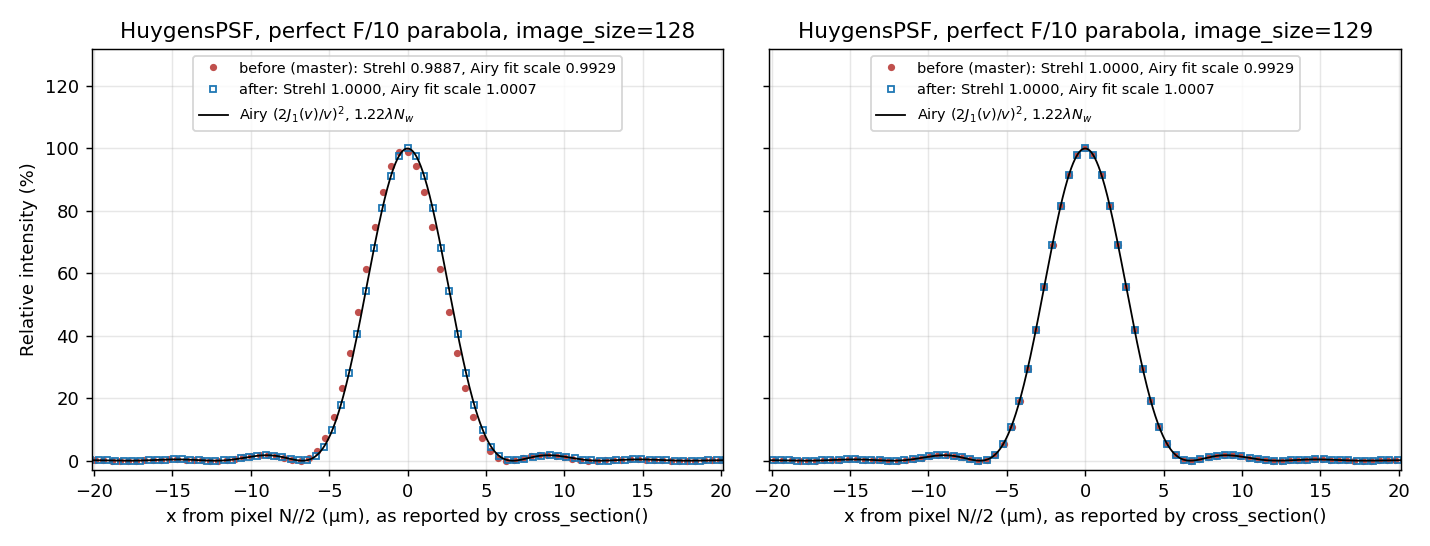 HuygensPSF, perfect F/10 parabola, image_size=128
before (master): Strehl 0.9887, Airy fit scale 0.9929
after: Strehl 1.0000, Airy fit scale 1.0007
Airy (2J₁(v)/v)², 1.22λN_w
Relative intensity (%)
120
100
80
60
40
20
0
−20 −15 −10 −5 0 5 10 15 20
x from pixel N//2 (µm), as reported by cross_section()
HuygensPSF, perfect F/10 parabola, image_size=129
before (master): Strehl 1.0000, Airy fit scale 0.9929
after: Strehl 1.0000, Airy fit scale 1.0007
Airy (2J₁(v)/v)², 1.22λN_w
−20 −15 −10 −5 0 5 10 15 20
x from pixel N//2 (µm), as reported by cross_section()